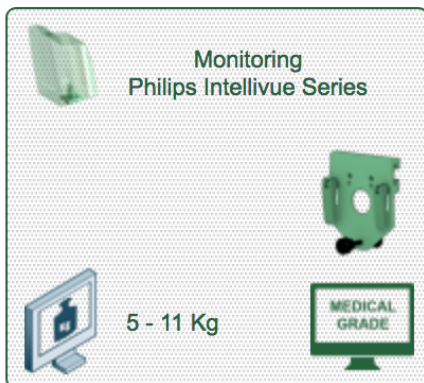 Monitoring
Philips Intellivue Series
5 - 11 Kg
MEDICAL
GRADE